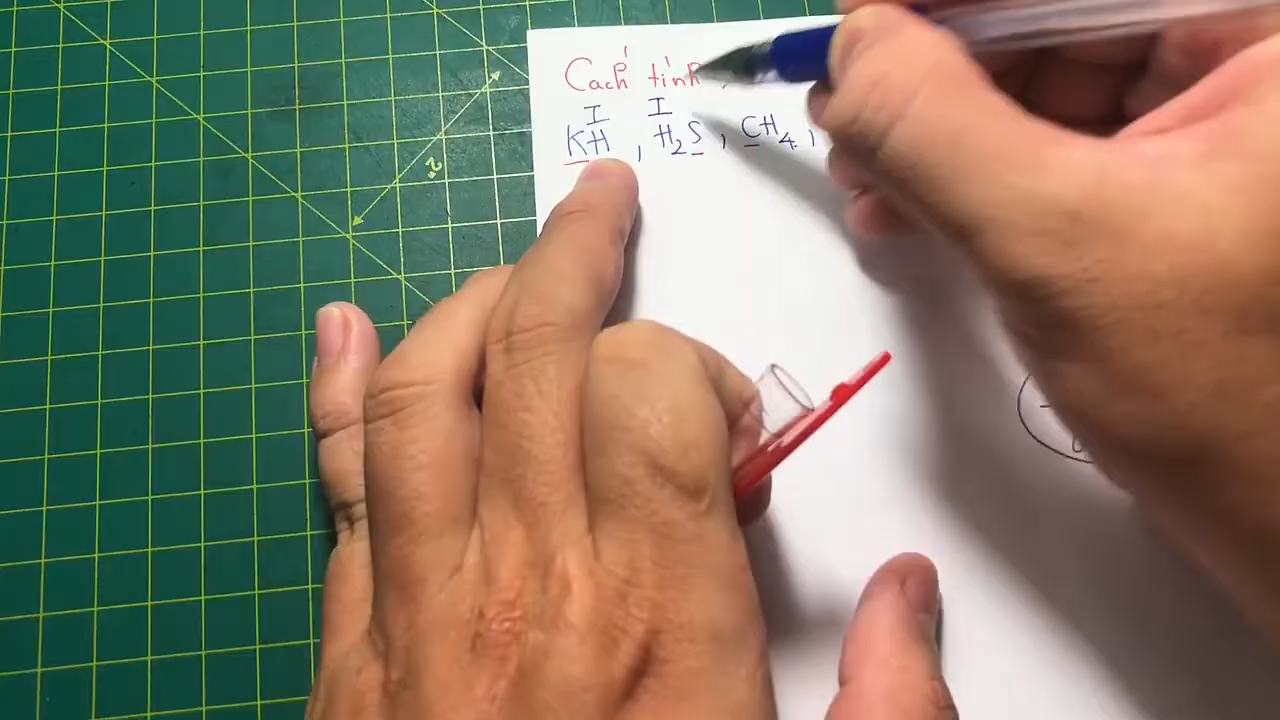 Cách tính
I I
KH , H₂S , CH₄ ,